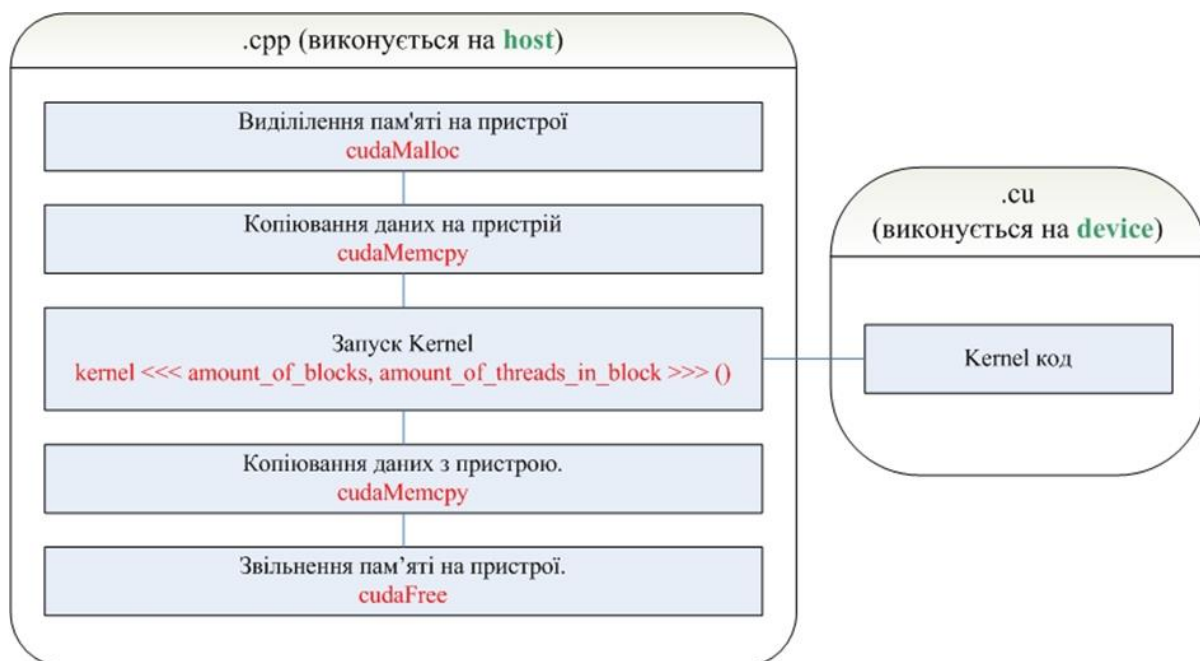 .cpp (виконується на host)
Виділілення пам'яті на пристрої
cudaMalloc
Копіювання даних на пристрій
cudaMemcpy
Запуск Kernel
kernel <<< amount_of_blocks, amount_of_threads_in_block >>> ()
Копіювання даних з пристрою.
cudaMemcpy
Звільнення пам’яті на пристрої.
cudaFree
.cu
(виконується на device)
Kernel код